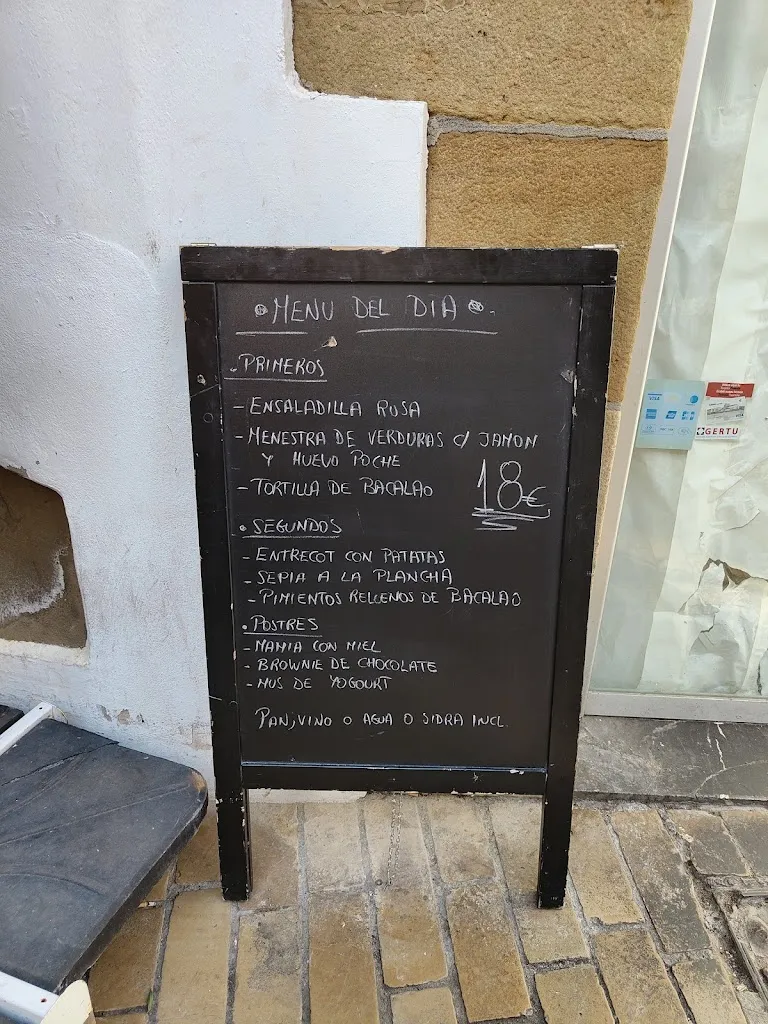 MENU DEL DIA
.PRIMEROS
- ENSALADILLA RUSA
- MENESTRA DE VERDURAS C/ JAMON
Y HUEVO POCHE
- TORTILLA DE BACALAO
18€
. SEGUNDOS
- ENTRECOT CON PATATAS
- SEPIA A LA PLANCHA
- PIMIENTOS RELLENOS DE BACALAO
. POSTRES
- MAMIA CON MIEL
- BROWNIE DE CHOCOLATE
- MUS DE YOGOURT
PAN, VINO O AGUA O SIDRA INCL.
GERTU